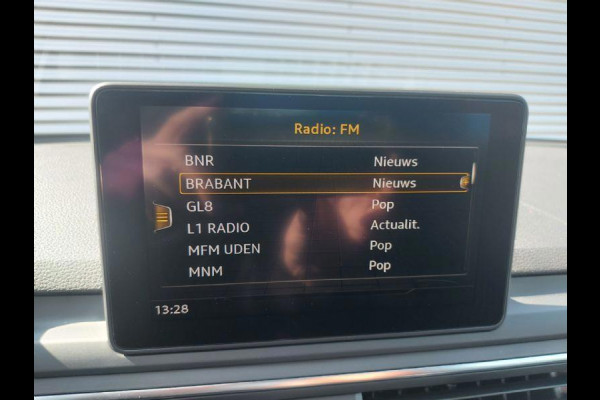 Radio: FM
BNR Nieuws
BRABANT Nieuws
GL8 Pop
L1 RADIO Actualit.
MFM UDEN Pop
MNM Pop
13:28